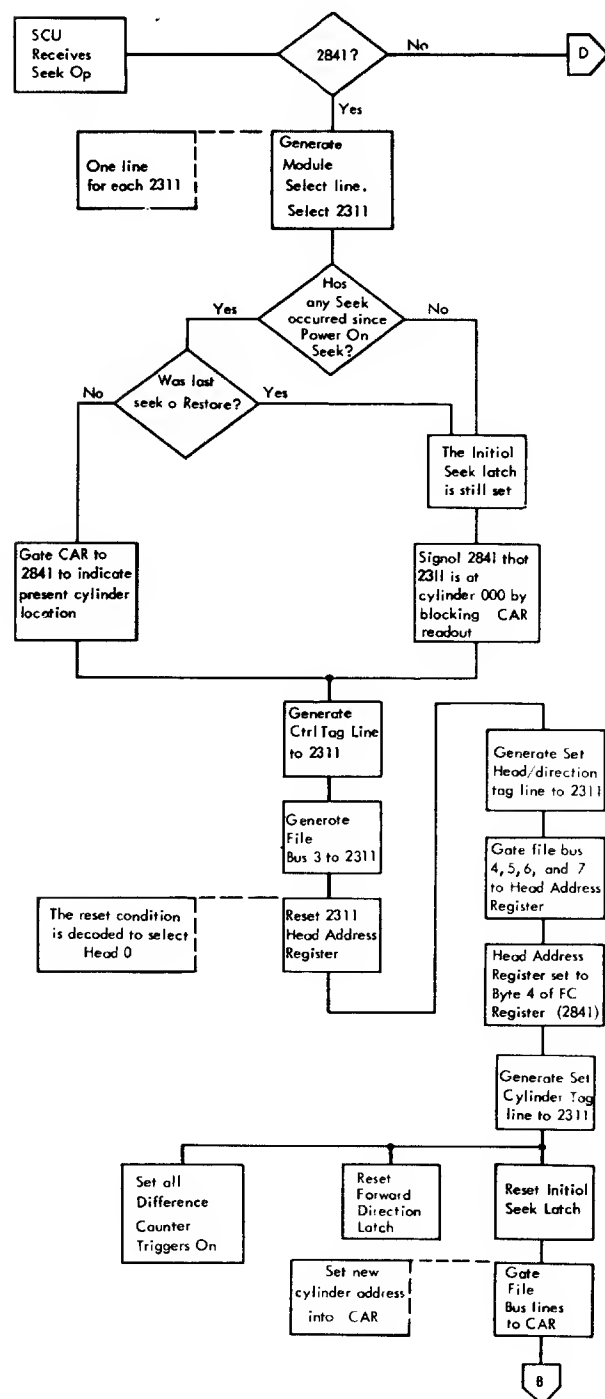 SCU
Receives
Seek Op
2841?
No
D
Yes
One line
for each 2311
Generate
Module
Select line.
Select 2311
Hos
any Seek
occurred since
Power On
Seek?
Yes
No
Was last
seek o Restore?
No
Yes
The Initiol
Seek latch
is still set
Gate CAR to
2841 to indicate
present cylinder
location
Signol 2841 thot
2311 is at
cylinder 000 by
blocking CAR
readout
Generate
Ctrl Tag Line
to 2311
Generote
File
Bus 3 to 2311
The reset condition
is decoded to select
Head 0
Reset 2311
Head Address
Register
Generate Set
Head/direction
tag line to 2311
Gate file bus
4, 5, 6, and 7
to Head Address
Register
Head Address
Register set to
Byte 4 of FC
Register (2841)
Generate Set
Cylinder Tag
line to 2311
Set all
Difference
Counter
Triggers On
Reset
Forward
Direction
Latch
Reset Initiol
Seek Latch
Set new
cylinder address
into CAR
Gate
File
Bus lines
to CAR
8